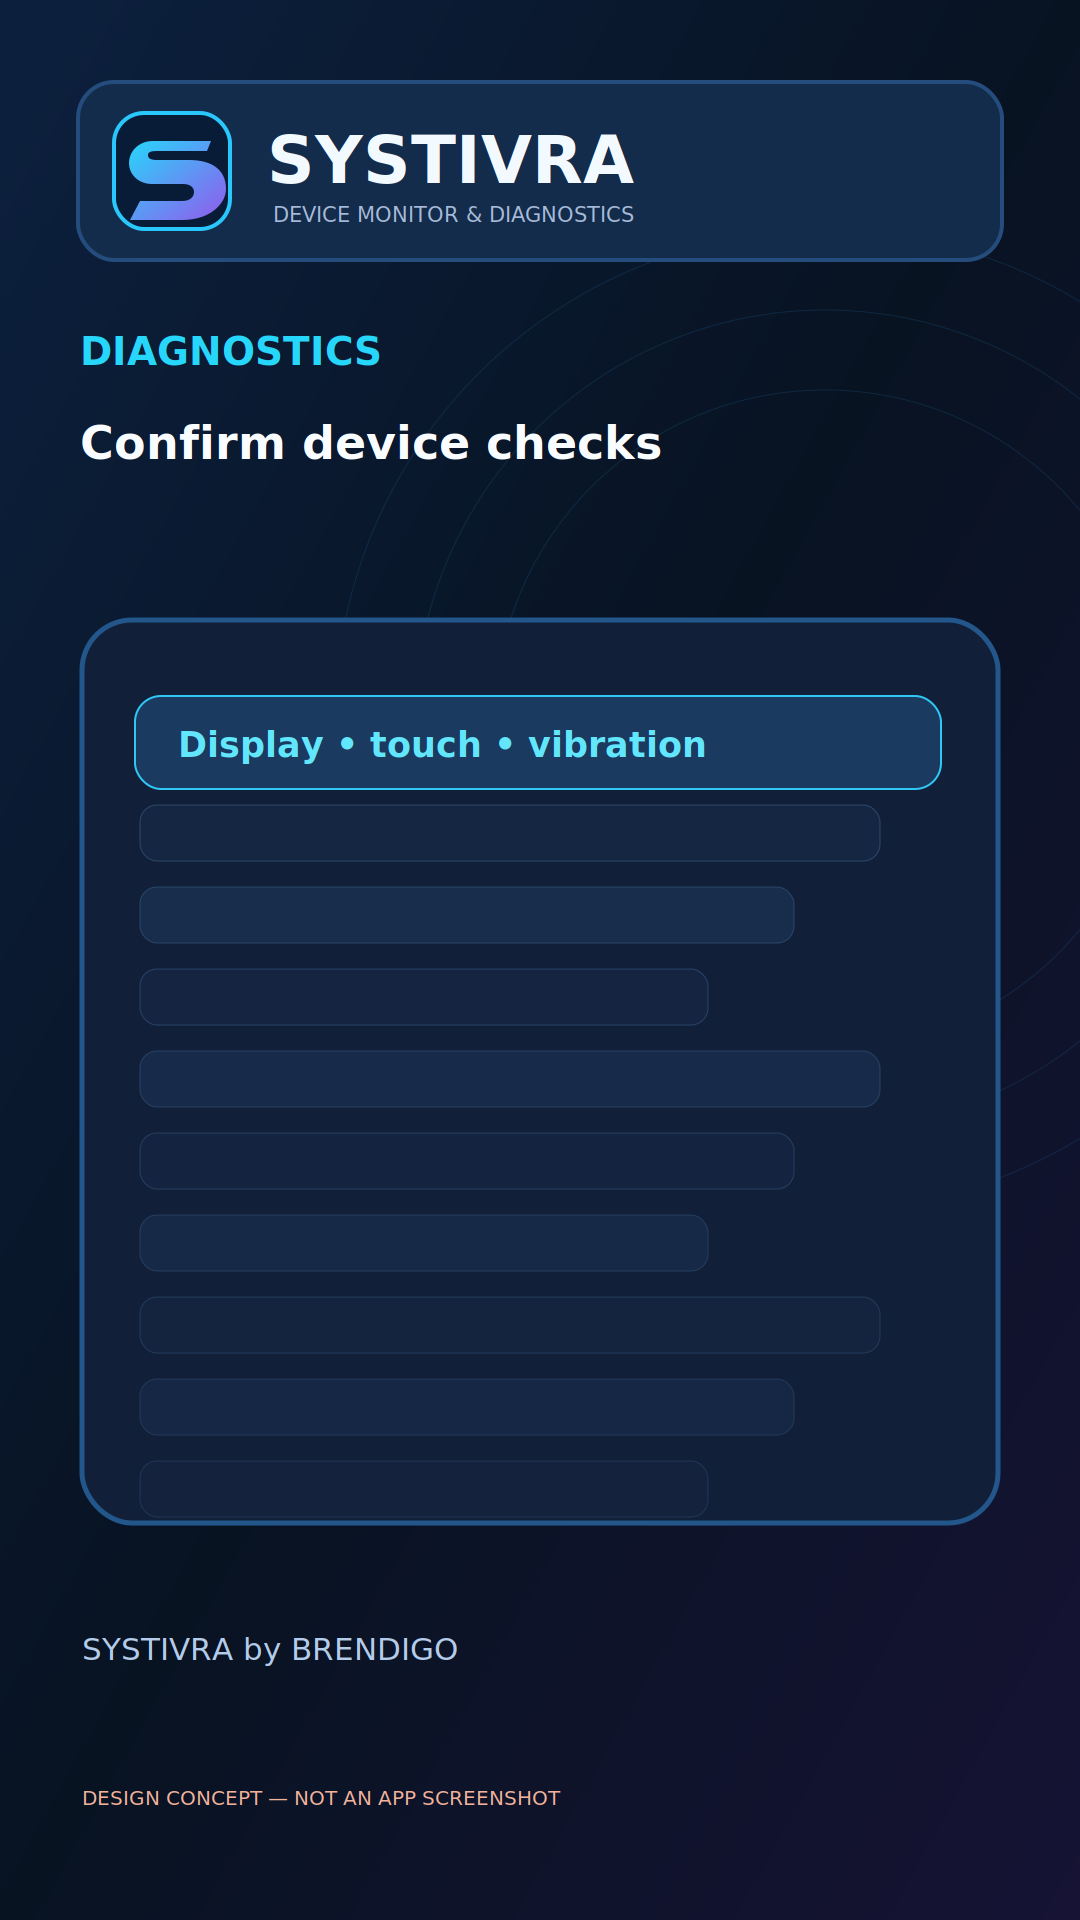 SYSTIVRA
DEVICE MONITOR & DIAGNOSTICS
DIAGNOSTICS
Confirm device checks
Display • touch • vibration
SYSTIVRA by BRENDIGO
DESIGN CONCEPT — NOT AN APP SCREENSHOT